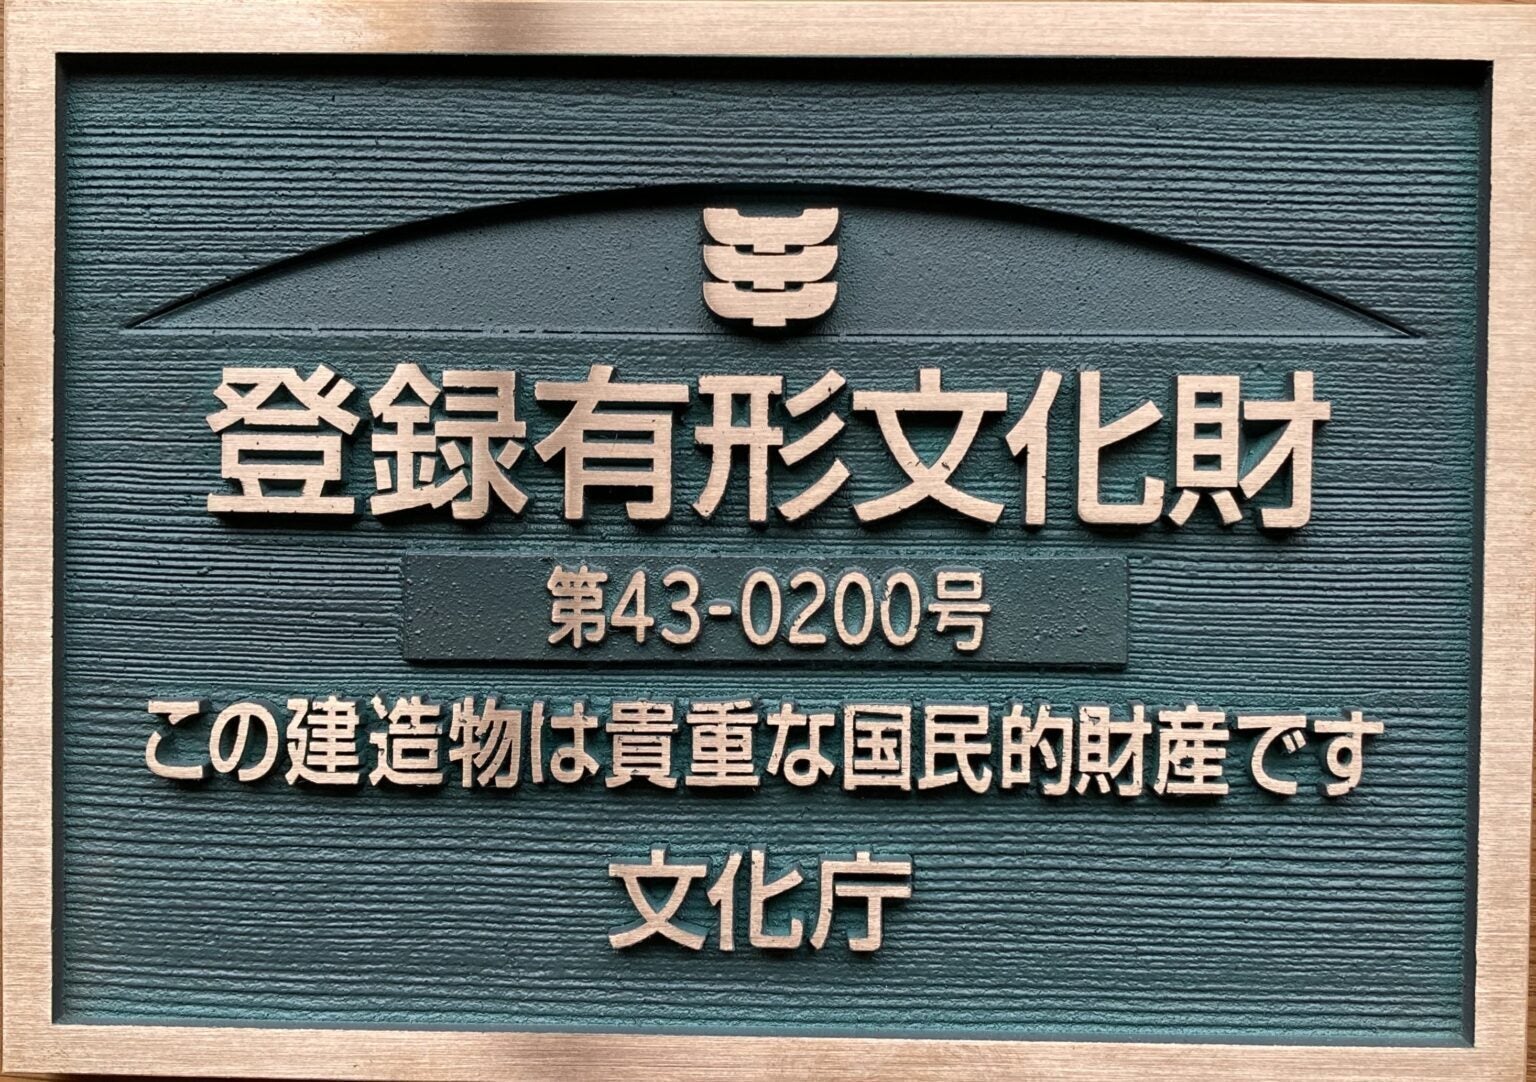 登録有形文化財
第43-0200号
この建造物は貴重な国民的財産です
文化庁